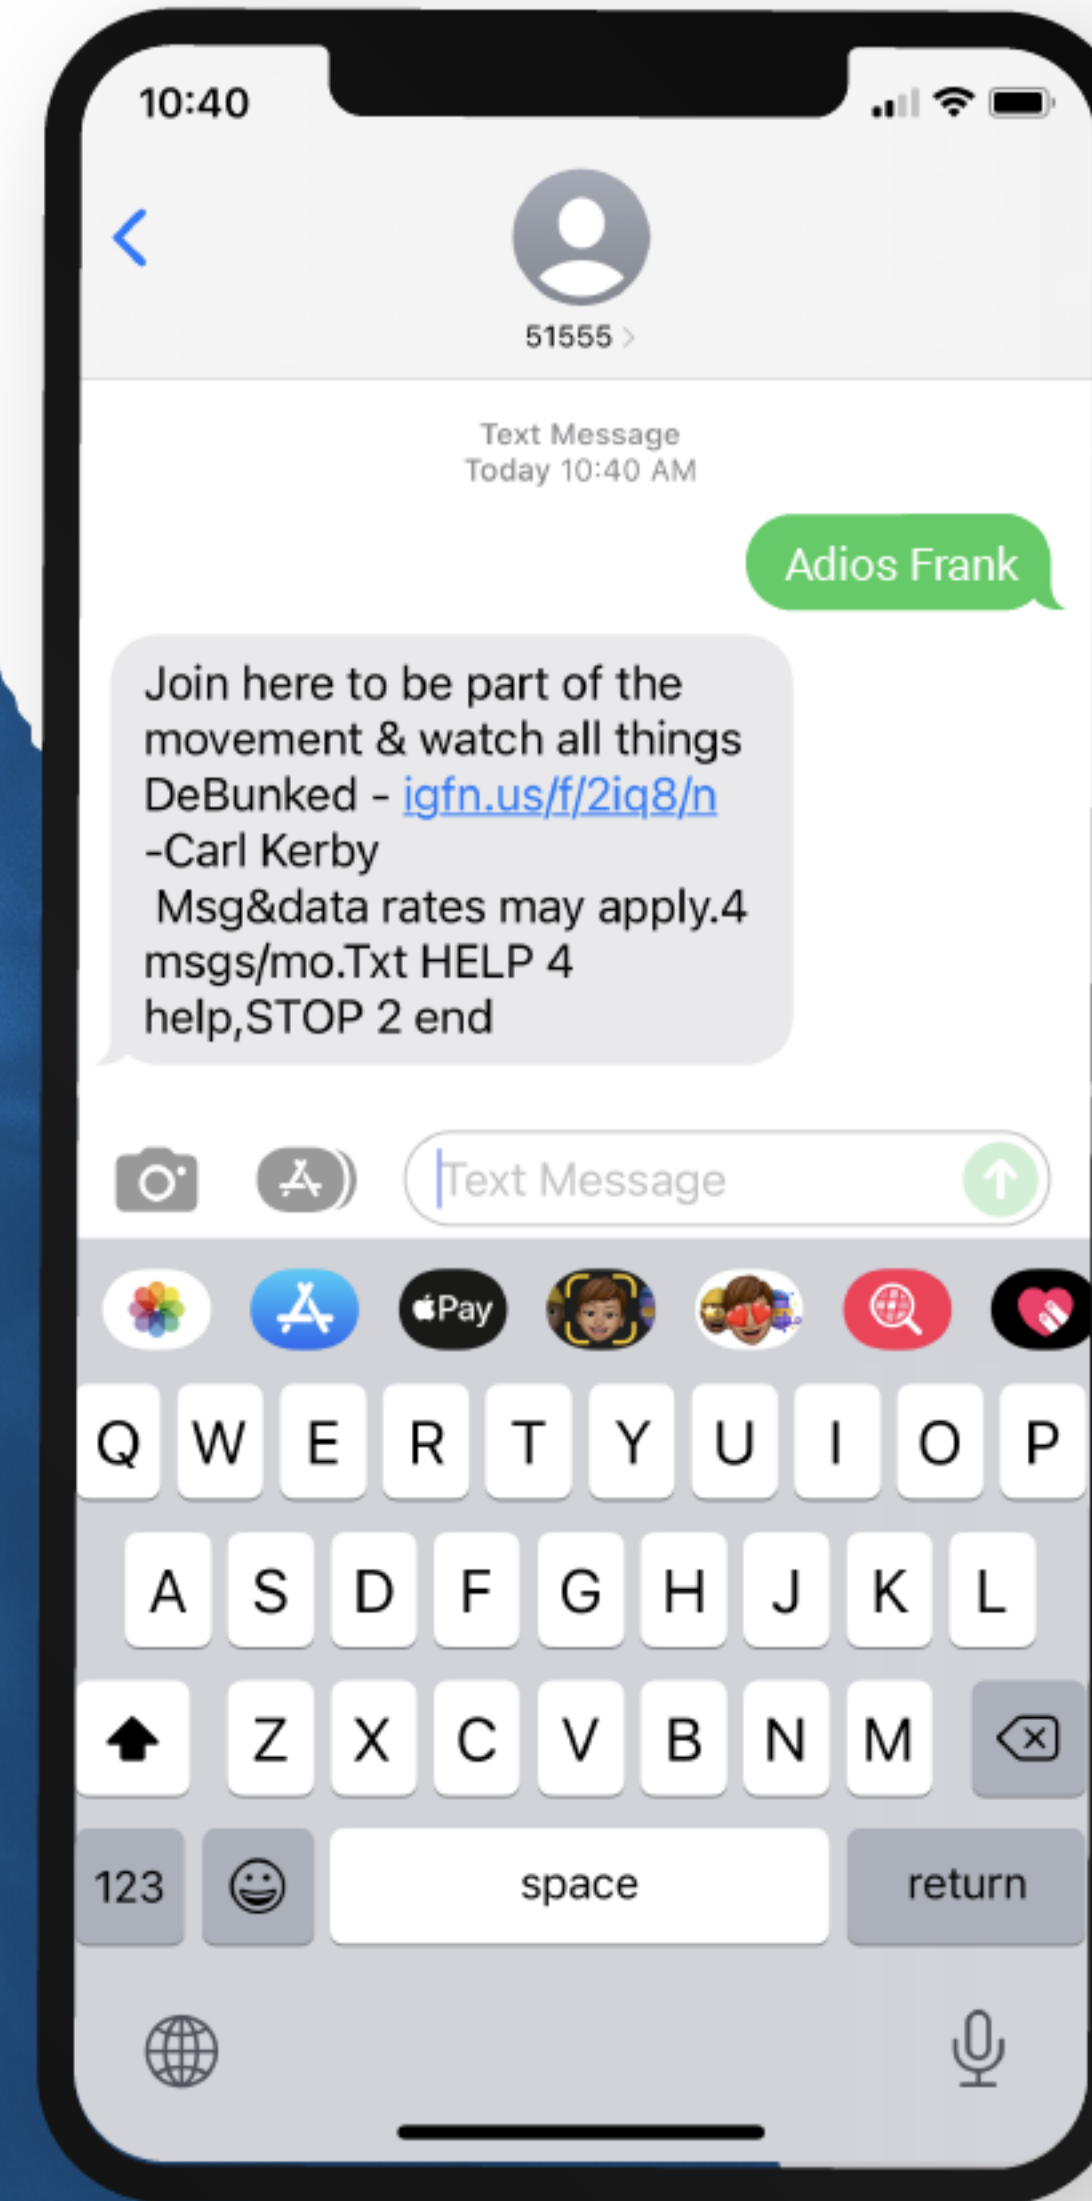 10:40
51555
Text Message
Today 10:40 AM
Adios Frank
Join here to be part of the
movement & watch all things
DeBunked - igfn.us/f/2iq8/n
-Carl Kerby
Msg&data rates may apply.4
msgs/mo.Txt HELP 4
help,STOP 2 end
Text Message
Pay
Q W E R T Y U I O P
A S D F G H J K L
Z X C V B N M
123 space return